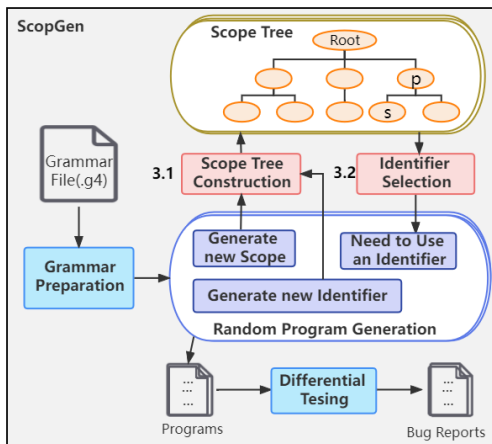 ScopGen
Scope Tree
Root
p
s
Grammar
File(.g4)
3.1
Scope Tree
Construction
3.2
Identifier
Selection
Grammar
Preparation
Generate
new Scope
Need to Use
an Identifier
Generate new Identifier
Random Program Generation
...
...
...
Programs
Differential
Tesing
...
...
...
Bug Reports